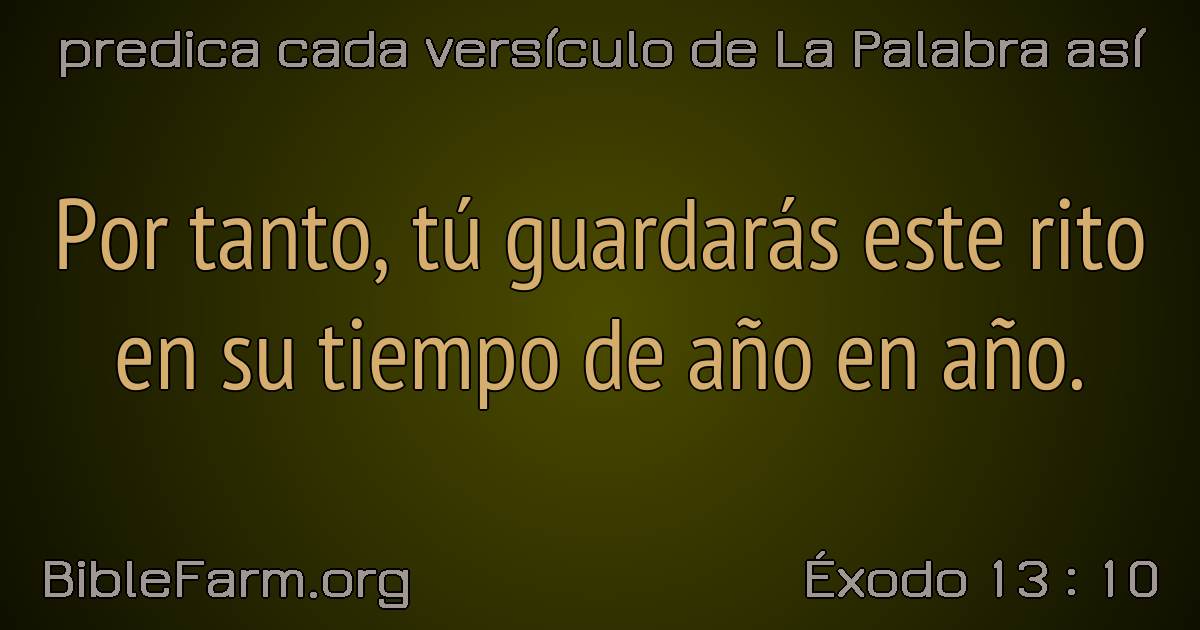 predica cada versículo de La Palabra así
Por tanto, tú guardarás este rito
en su tiempo de año en año.
BibleFarm.org
Éxodo 13 : 10